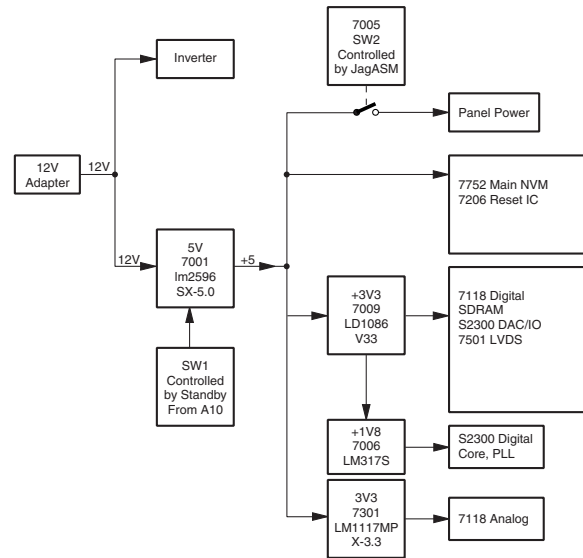 7005
SW2
Controlled
by JagASM
Inverter
Panel Power
12V
Adapter
12V
7752 Main NVM
7206 Reset IC
12V
5V
7001
lm2596
SX-5.0
+5
+3V3
7009
LD1086
V33
7118 Digital
SDRAM
S2300 DAC/IO
7501 LVDS
SW1
Controlled
by Standby
From A10
+1V8
7006
LM317S
S2300 Digital
Core, PLL
3V3
7301
LM1117MP
X-3.3
7118 Analog